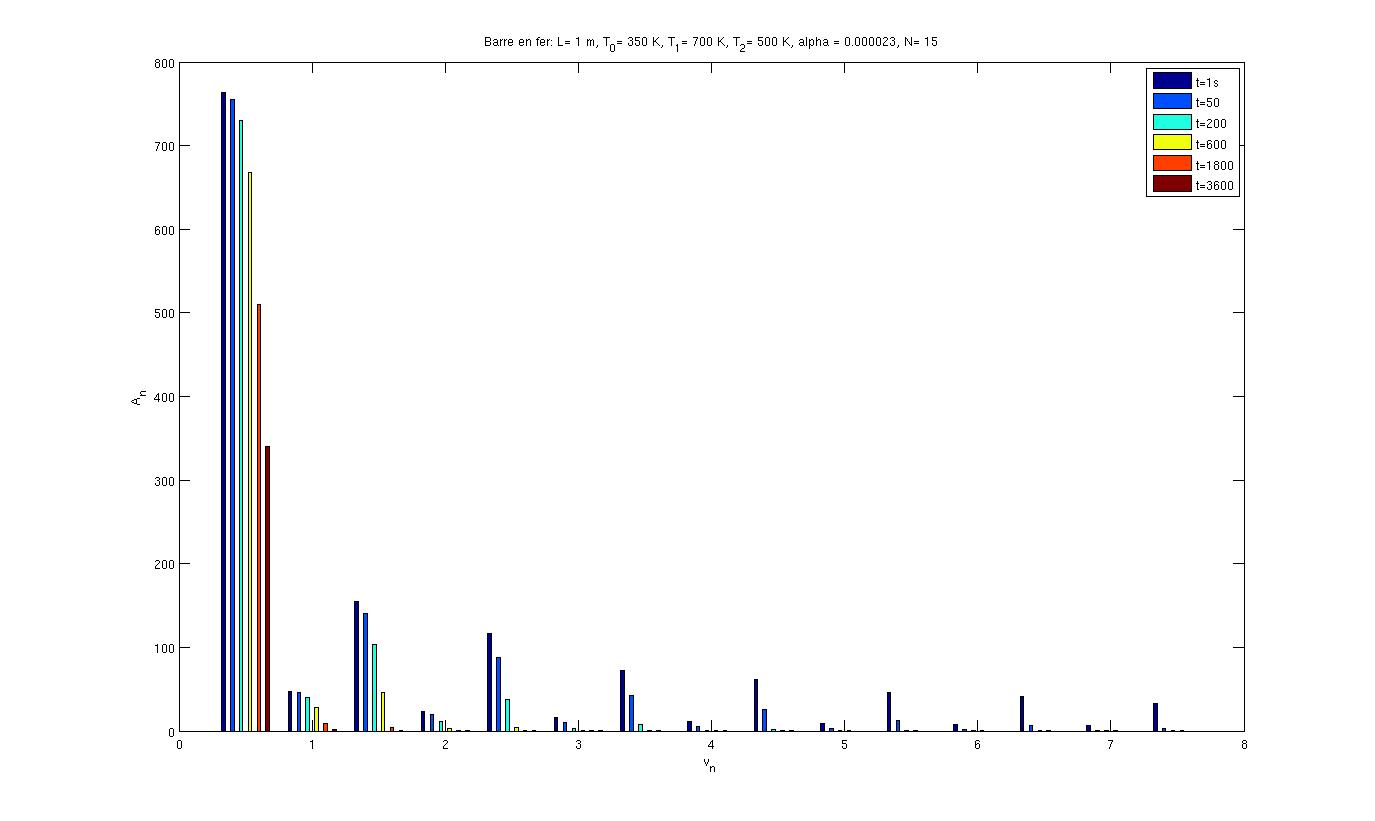 Barre en fer: L= 1 m, T0= 350 K, T1= 700 K, T2= 500 K, alpha = 0.000023, N= 15
800
700
600
500
400
300
200
100
0
An
0 1 2 3 4 5 6 7 8
vn
t=1s
t=50
t=200
t=600
t=1800
t=3600